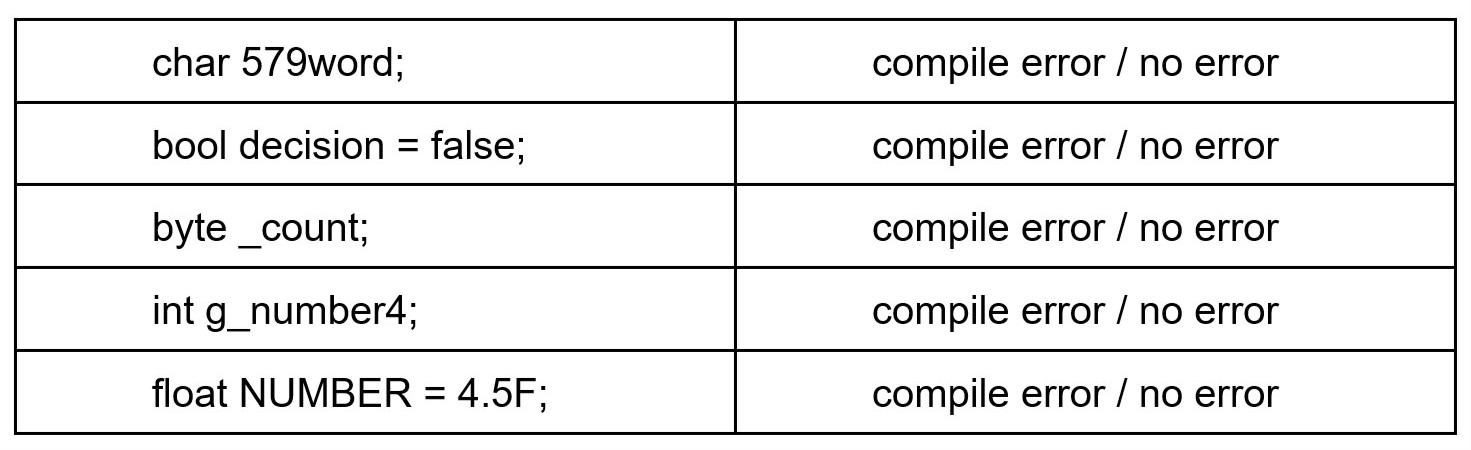 char 579word; compile error / no error
bool decision = false; compile error / no error
byte _count; compile error / no error
int g_number4; compile error / no error
float NUMBER = 4.5F; compile error / no error